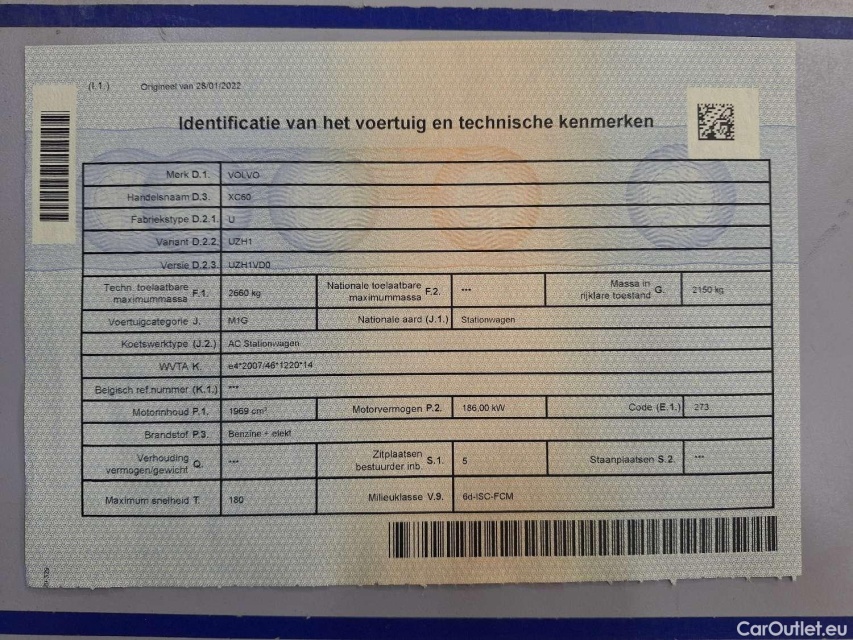 (I.1.) Origineel van 28/01/2022
Identificatie van het voertuig en technische kenmerken
Merk D.1. VOLVO
Handelsnaam D.3. XC60
Fabriekstype D.2.1. U
Variant D.2.2. UZH1
Versie D.2.3. UZH1VD0
Techn. toelaatbare maximummassa F.1. 2660 kg Nationale toelaatbare maximummassa F.2. *** Massa in rijklare toestand G. 2150 kg
Voertuigcategorie J. M1G Nationale aard (J.1.) Stationwagen
Koetswerktype (J.2.) AC Stationwagen
WVTA K. e4*2007/46*1220*14
Belgisch ref.nummer (K.1.) ***
Motorinhoud P.1. 1969 cm³ Motorvermogen P.2. 186,00 kW Code (E.1.) 273
Brandstof P.3. Benzine + elekt
Verhouding vermogen/gewicht Q. *** Zitplaatsen bestuurder inb. S.1. 5 Staanplaatsen S.2. ***
Maximum snelheid T. 180 Milieuklasse V.9. 6d-ISC-FCM
CarOutlet.eu